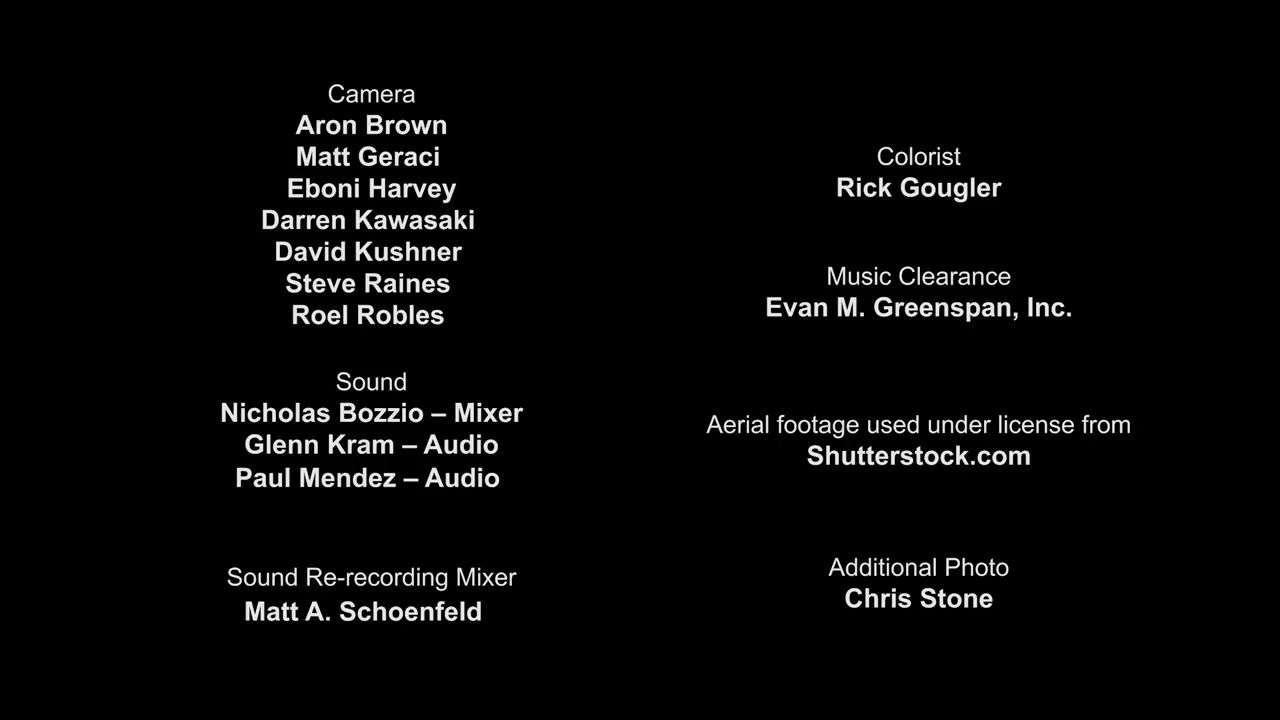 Camera
Aron Brown
Matt Geraci
Eboni Harvey
Darren Kawasaki
David Kushner
Steve Raines
Roel Robles
Sound
Nicholas Bozzio – Mixer
Glenn Kram – Audio
Paul Mendez – Audio
Sound Re-recording Mixer
Matt A. Schoenfeld
Colorist
Rick Gougler
Music Clearance
Evan M. Greenspan, Inc.
Aerial footage used under license from
Shutterstock.com
Additional Photo
Chris Stone